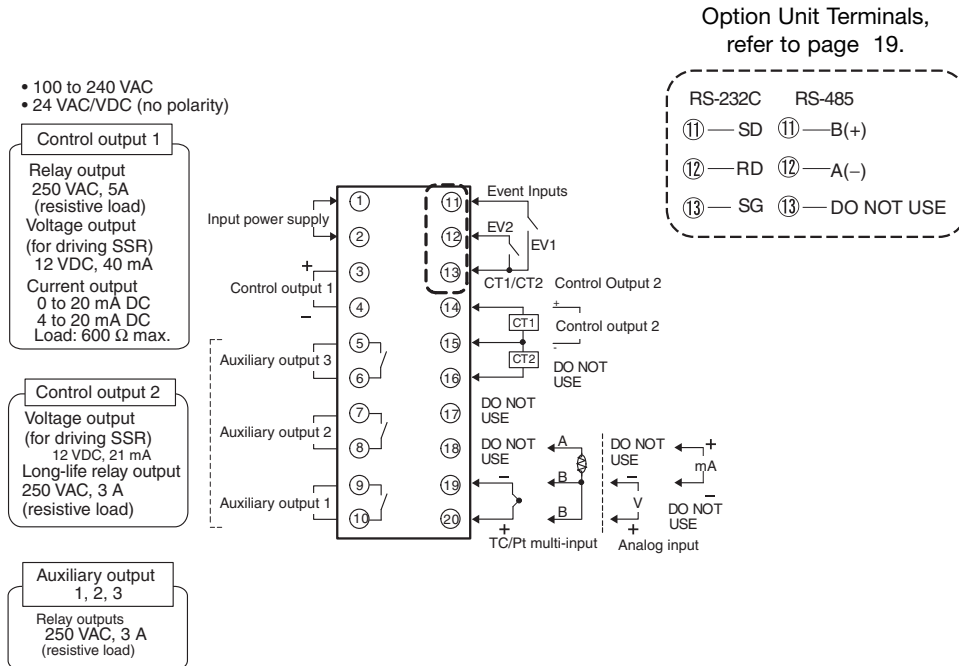 Option Unit Terminals,
refer to page 19.
RS-232C RS-485
⑪ SD ⑪ B(+)
⑫ RD ⑫ A(−)
⑬ SG ⑬ DO NOT USE
• 100 to 240 VAC
• 24 VAC/VDC (no polarity)
Control output 1
Relay output
250 VAC, 5A
(resistive load)
Voltage output
(for driving SSR)
12 VDC, 40 mA
Current output
0 to 20 mA DC
4 to 20 mA DC
Load: 600 Ω max.
Control output 2
Voltage output
(for driving SSR)
12 VDC, 21 mA
Long-life relay output
250 VAC, 3 A
(resistive load)
Auxiliary output
1, 2, 3
Relay outputs
250 VAC, 3 A
(resistive load)
Input power supply
+
Control output 1
−
Auxiliary output 3
Auxiliary output 2
Auxiliary output 1
① ⑪
② ⑫
③ ⑬
④ ⑭
⑤ ⑮
⑥ ⑯
⑦ ⑰
⑧ ⑱
⑨ ⑲
⑩ ⑳
Event Inputs
EV2
EV1
CT1/CT2 Control Output 2
CT1
+
Control output 2
-
CT2
DO NOT
USE
DO NOT
USE
DO NOT
USE
−
+
A
B
B
TC/Pt multi-input
DO NOT
USE
−
V
+
+
mA
−
DO NOT
USE
Analog input